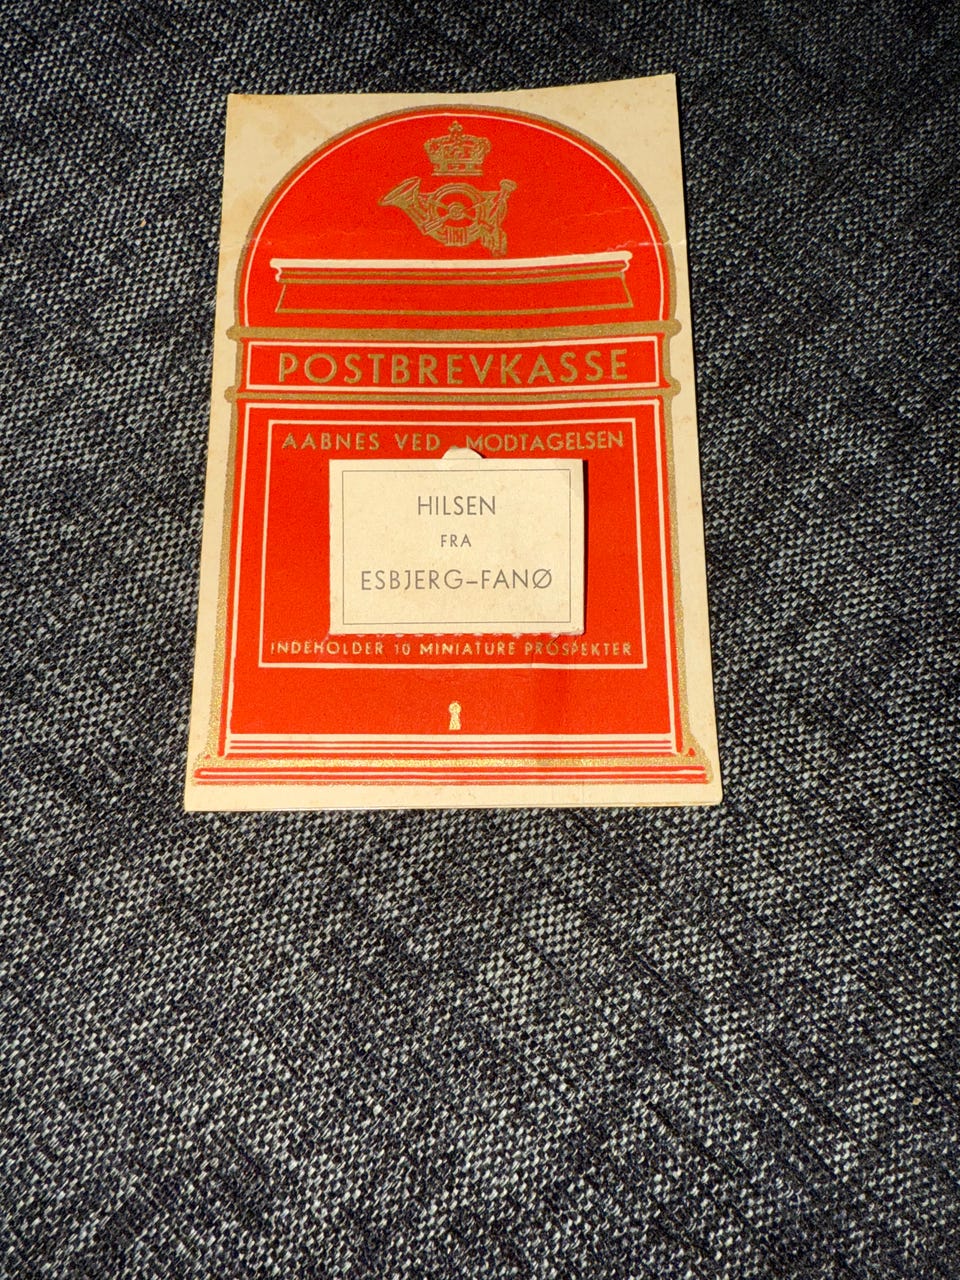 POSTBREVKASSE
AABNES VED MODTAGELSEN
HILSEN
FRA
ESBJERG–FANØ
INDEHOLDER 10 MINIATURE PROSPEKTER